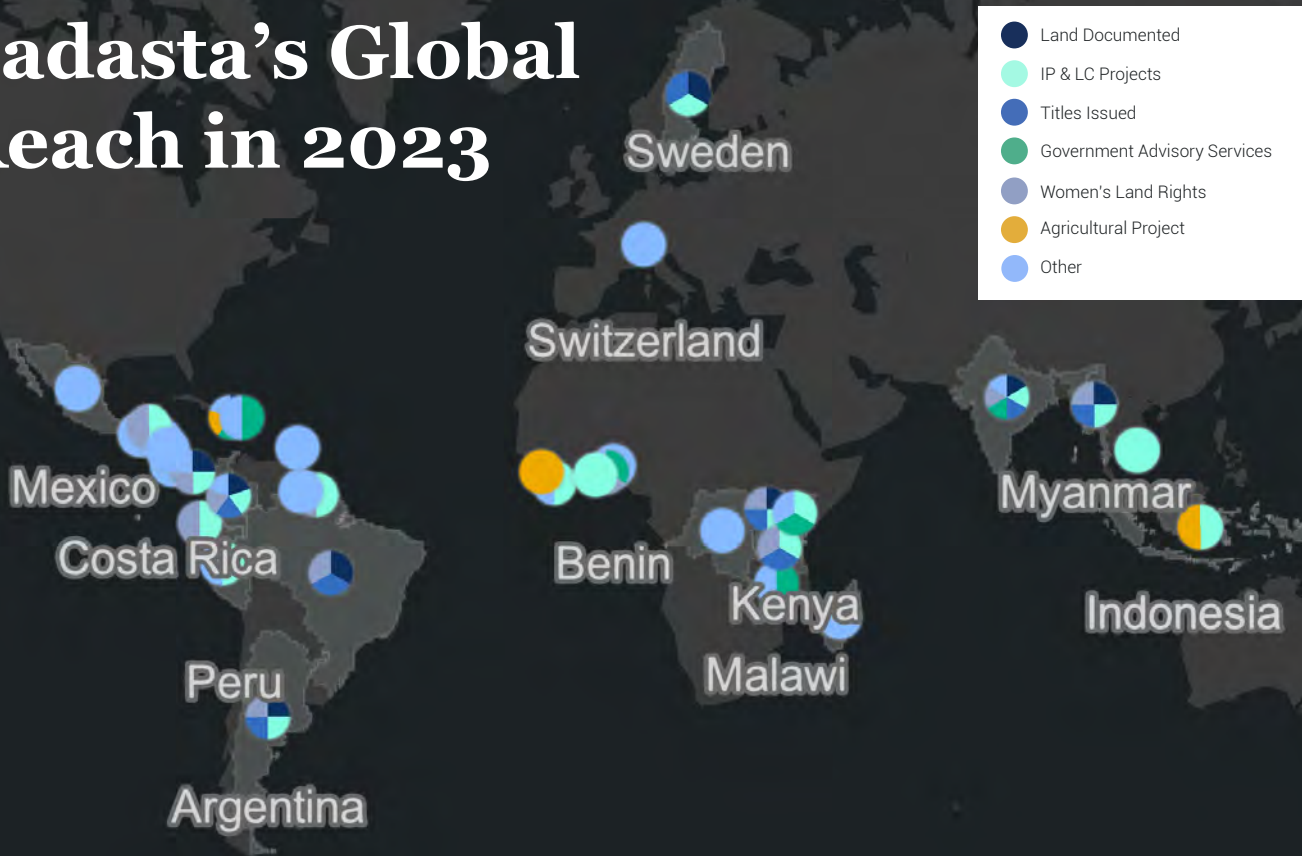 adasta’s Global
each in 2023
Land Documented
IP & LC Projects
Titles Issued
Government Advisory Services
Women's Land Rights
Agricultural Project
Other
Sweden
Switzerland
Mexico
Myanmar
Costa Rica
Benin
Kenya
Indonesia
Peru
Malawi
Argentina